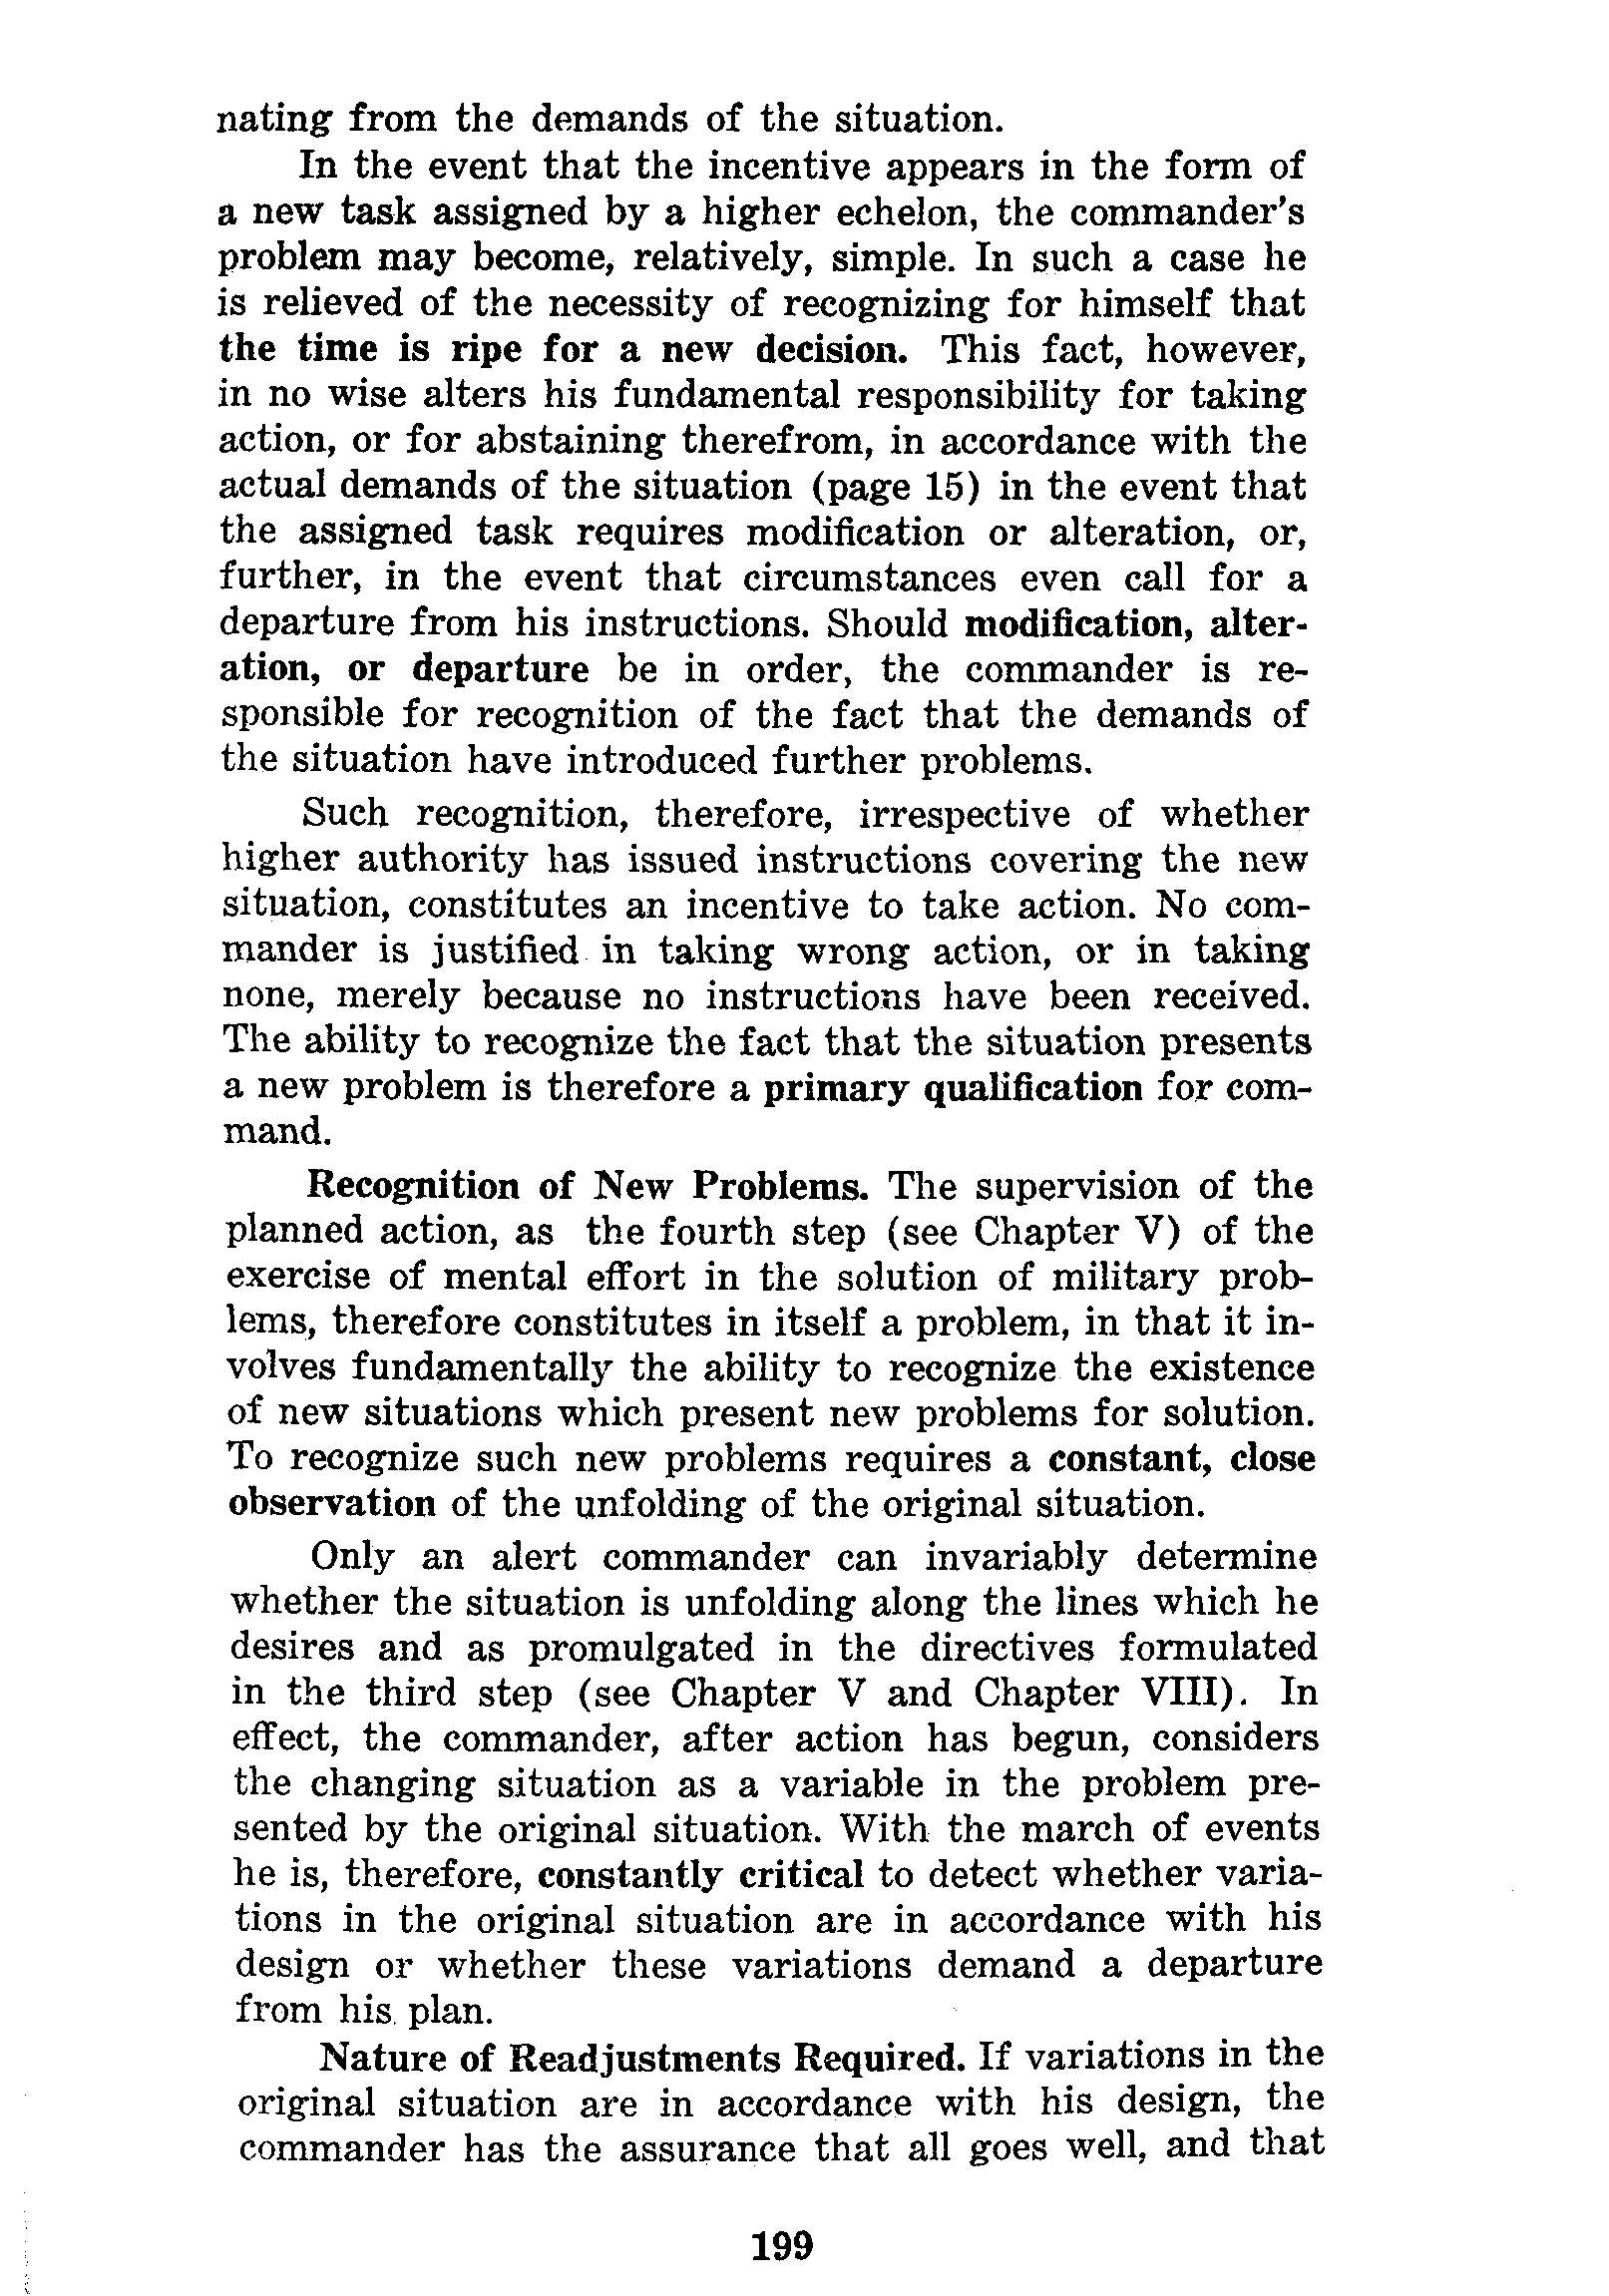 nating from the demands of the situation.
In the event that the incentive appears in the form of
a new task assigned by a higher echelon, the commander's
problem may become, relatively, simple. In such a case he
is relieved of the necessity of recognizing for himself that
the time is ripe for a new decision. This fact, however,
in no wise alters his fundamental responsibility for taking
action, or for abstaining therefrom, in accordance with the
actual demands of the situation (page 15) in the event that
the assigned task requires modification or alteration, or,
further, in the event that circumstances even call for a
departure from his instructions. Should modification, alter-
ation, or departure be in order, the commander is re-
sponsible for recognition of the fact that the demands of
the situation have introduced further problems.
Such recognition, therefore, irrespective of whether
higher authority has issued instructions covering the new
situation, constitutes an incentive to take action. No com-
mander is justified in taking wrong action, or in taking
none, merely because no instructions have been received.
The ability to recognize the fact that the situation presents
a new problem is therefore a primary qualification for com-
mand.
Recognition of New Problems. The supervision of the
planned action, as the fourth step (see Chapter V) of the
exercise of mental effort in the solution of military prob-
lems, therefore constitutes in itself a problem, in that it in-
volves fundamentally the ability to recognize the existence
of new situations which present new problems for solution.
To recognize such new problems requires a constant, close
observation of the unfolding of the original situation.
Only an alert commander can invariably determine
whether the situation is unfolding along the lines which he
desires and as promulgated in the directives formulated
in the third step (see Chapter V and Chapter VIII). In
effect, the commander, after action has begun, considers
the changing situation as a variable in the problem pre-
sented by the original situation. With the march of events
he is, therefore, constantly critical to detect whether varia-
tions in the original situation are in accordance with his
design or whether these variations demand a departure
from his plan.
Nature of Readjustments Required. If variations in the
original situation are in accordance with his design, the
commander has the assurance that all goes well, and that
199